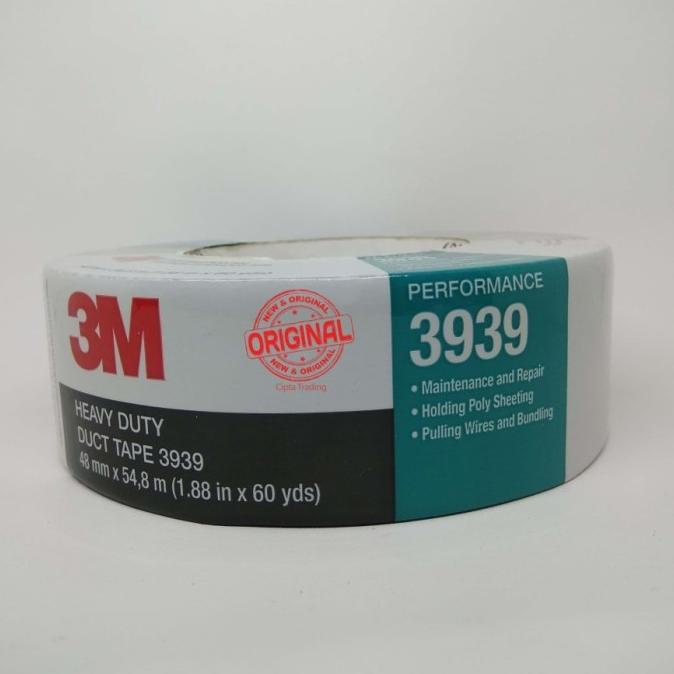 3M
HEAVY DUTY
DUCT TAPE 3939
48 mm x 54,8 m (1.88 in x 60 yds)
NEW & ORIGINAL
ORIGINAL
NEW & ORIGINAL
Cipta Trading
PERFORMANCE
3939
• Maintenance and Repair
• Holding Poly Sheeting
• Pulling Wires and Bundling